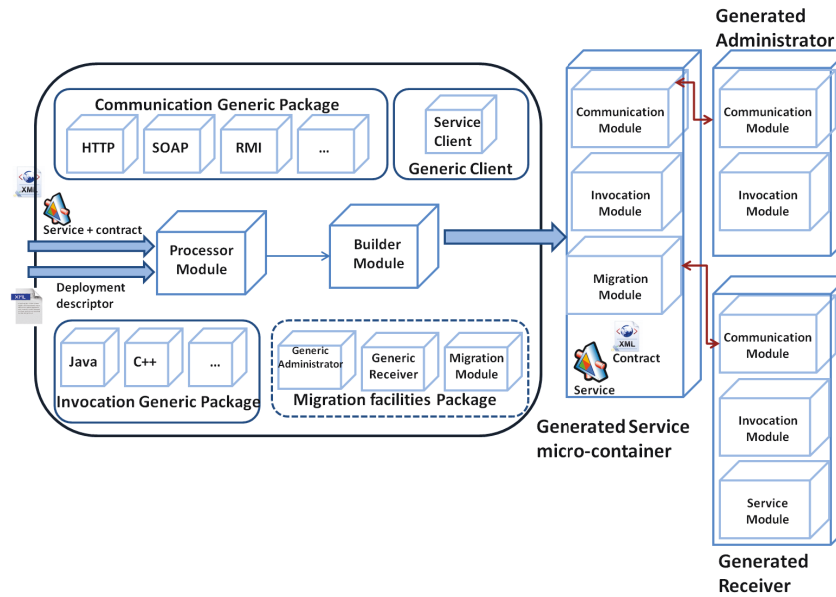 Generated
Administrator
Communication Generic Package
HTTP
SOAP
RMI
...
Service
Client
Generic Client
Communication
Module
Communication
Module
XML
Service + contract
Processor
Module
Builder
Module
Invocation
Module
Invocation
Module
Deployment
descriptor
XML
Migration
Module
Java
C++
...
Invocation Generic Package
Generic
Administrator
Generic
Receiver
Migration
Module
Migration facilities Package
XML
Contract
Service
Generated Service
micro-container
Communication
Module
Invocation
Module
Service
Module
Generated
Receiver